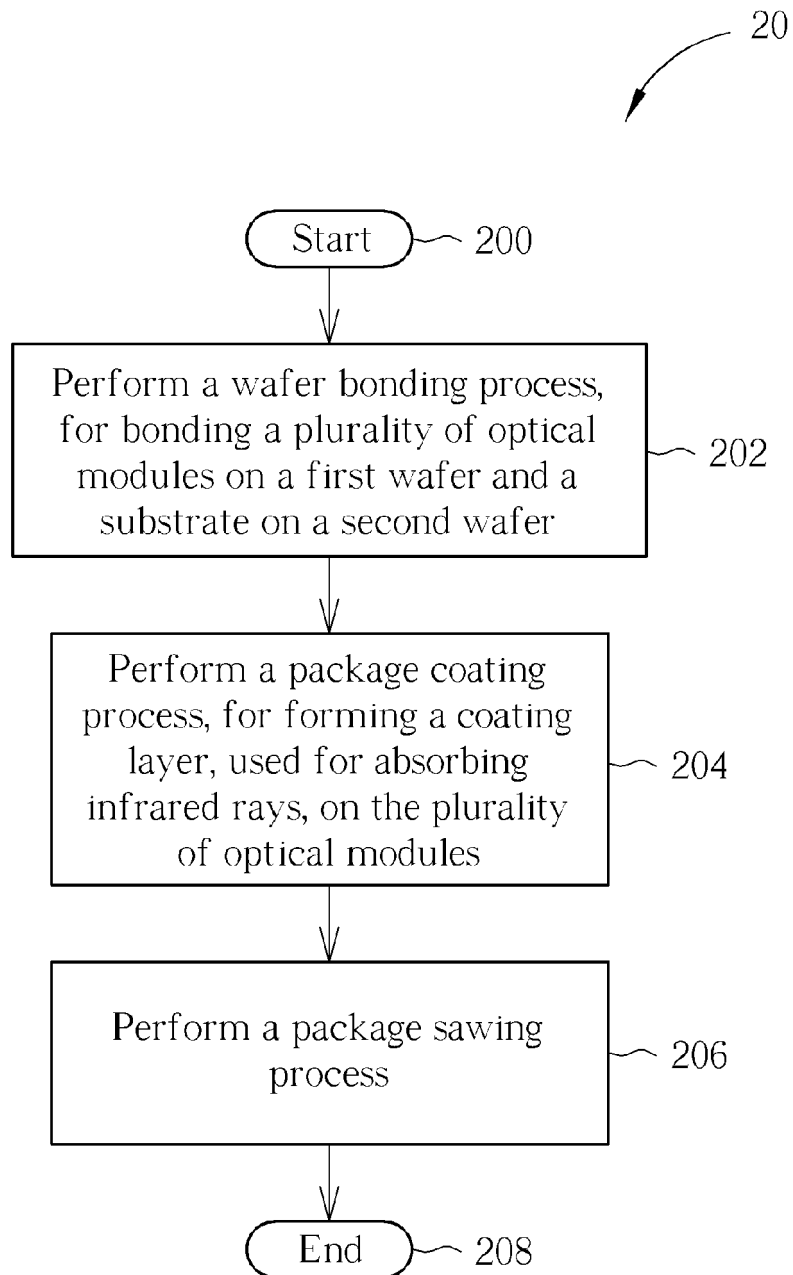 20
Start
200
Perform a wafer bonding process,
for bonding a plurality of optical
modules on a first wafer and a
substrate on a second wafer
202
Perform a package coating
process, for forming a coating
layer, used for absorbing
infrared rays, on the plurality
of optical modules
204
Perform a package sawing
process
206
End
208